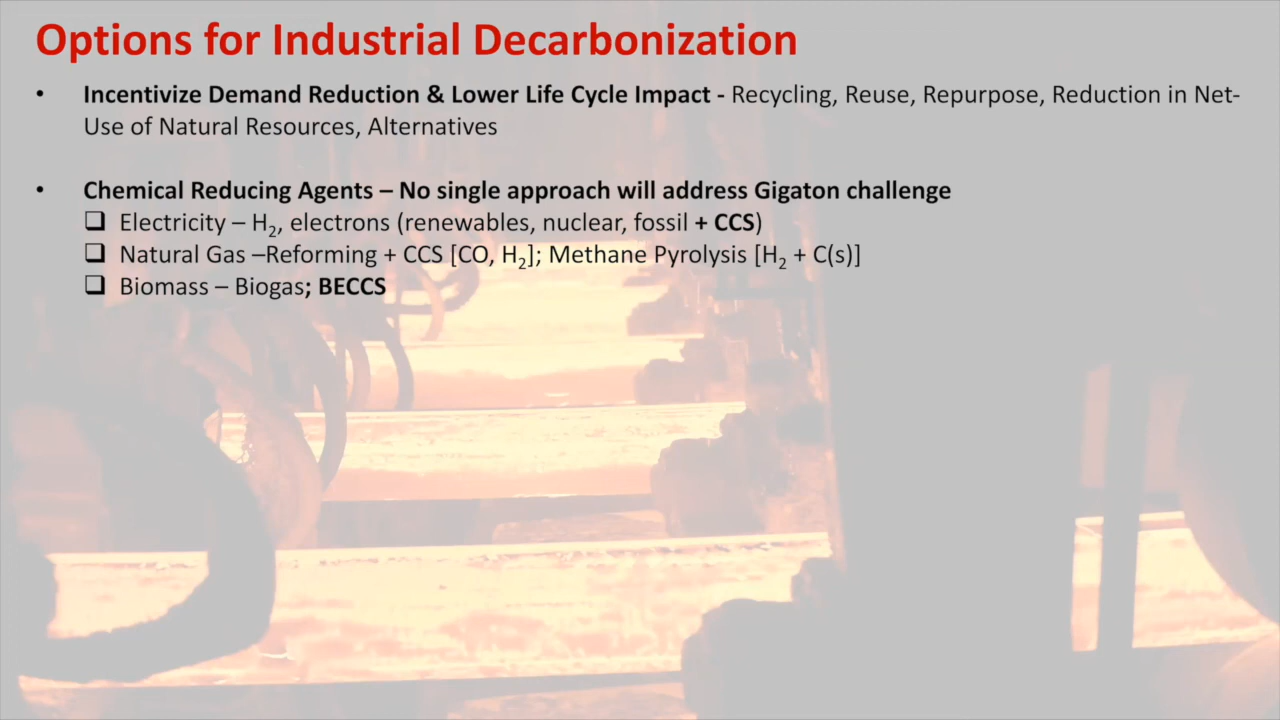 Options for Industrial Decarbonization
• Incentivize Demand Reduction & Lower Life Cycle Impact - Recycling, Reuse, Repurpose, Reduction in Net-
Use of Natural Resources, Alternatives
• Chemical Reducing Agents – No single approach will address Gigaton challenge
❑ Electricity – H₂, electrons (renewables, nuclear, fossil + CCS)
❑ Natural Gas –Reforming + CCS [CO, H₂]; Methane Pyrolysis [H₂ + C(s)]
❑ Biomass – Biogas; BECCS